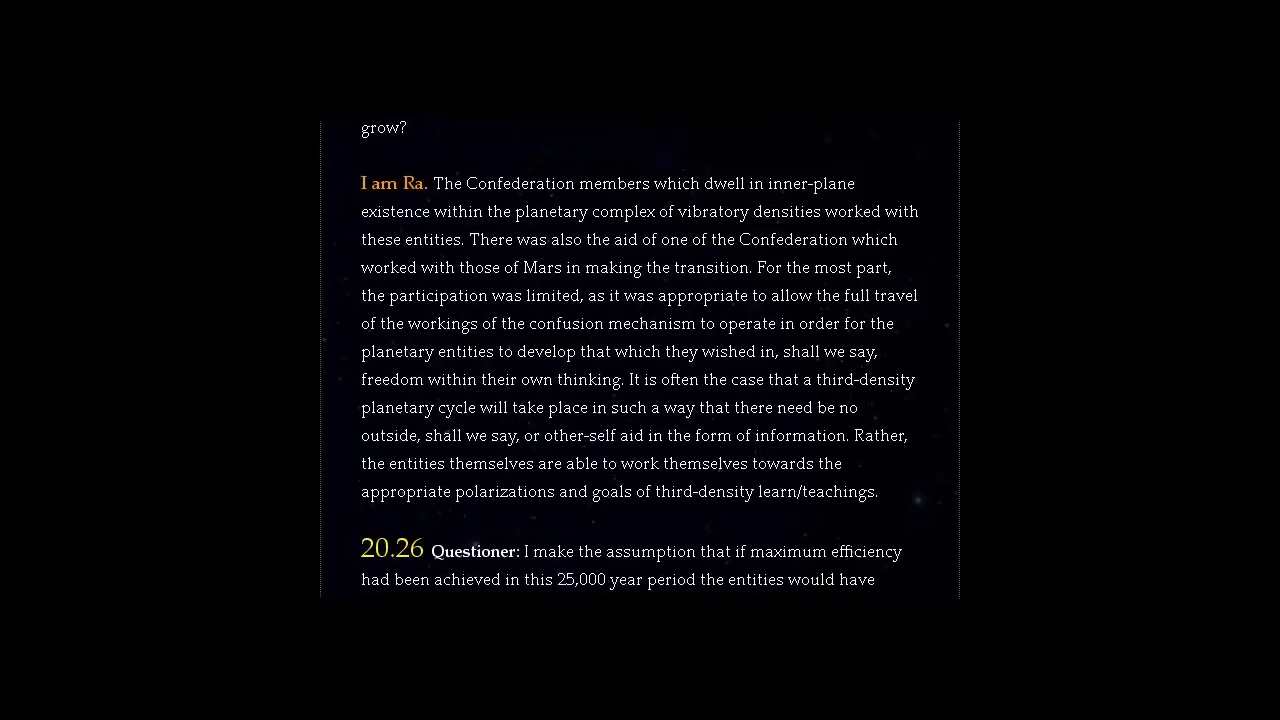 grow?
I am Ra. The Confederation members which dwell in inner-plane
existence within the planetary complex of vibratory densities worked with
these entities. There was also the aid of one of the Confederation which
worked with those of Mars in making the transition. For the most part,
the participation was limited, as it was appropriate to allow the full travel
of the workings of the confusion mechanism to operate in order for the
planetary entities to develop that which they wished in, shall we say,
freedom within their own thinking. It is often the case that a third-density
planetary cycle will take place in such a way that there need be no
outside, shall we say, or other-self aid in the form of information. Rather,
the entities themselves are able to work themselves towards the
appropriate polarizations and goals of third-density learn/teachings.
20.26 Questioner: I make the assumption that if maximum efficiency
had been achieved in this 25,000 year period the entities would have